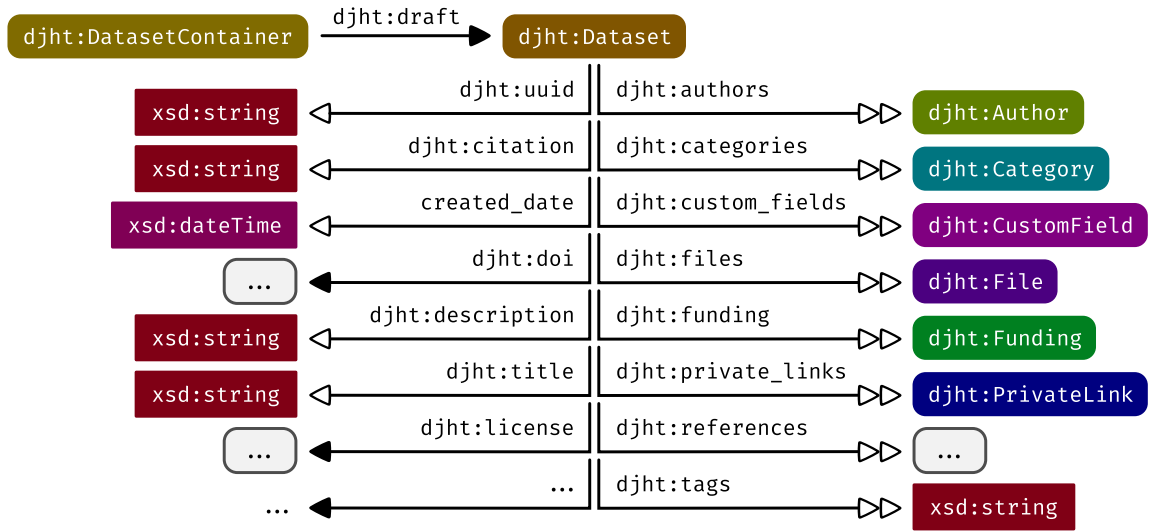 djht:DatasetContainer djht:draft djht:Dataset
djht:uuid djht:authors
xsd:string djht:Author
djht:citation djht:categories
xsd:string djht:Category
created_date djht:custom_fields
xsd:dateTime djht:CustomField
djht:doi djht:files
... djht:File
djht:description djht:funding
xsd:string djht:Funding
djht:title djht:private_links
xsd:string djht:PrivateLink
djht:license djht:references
... ...
... djht:tags
... xsd:string